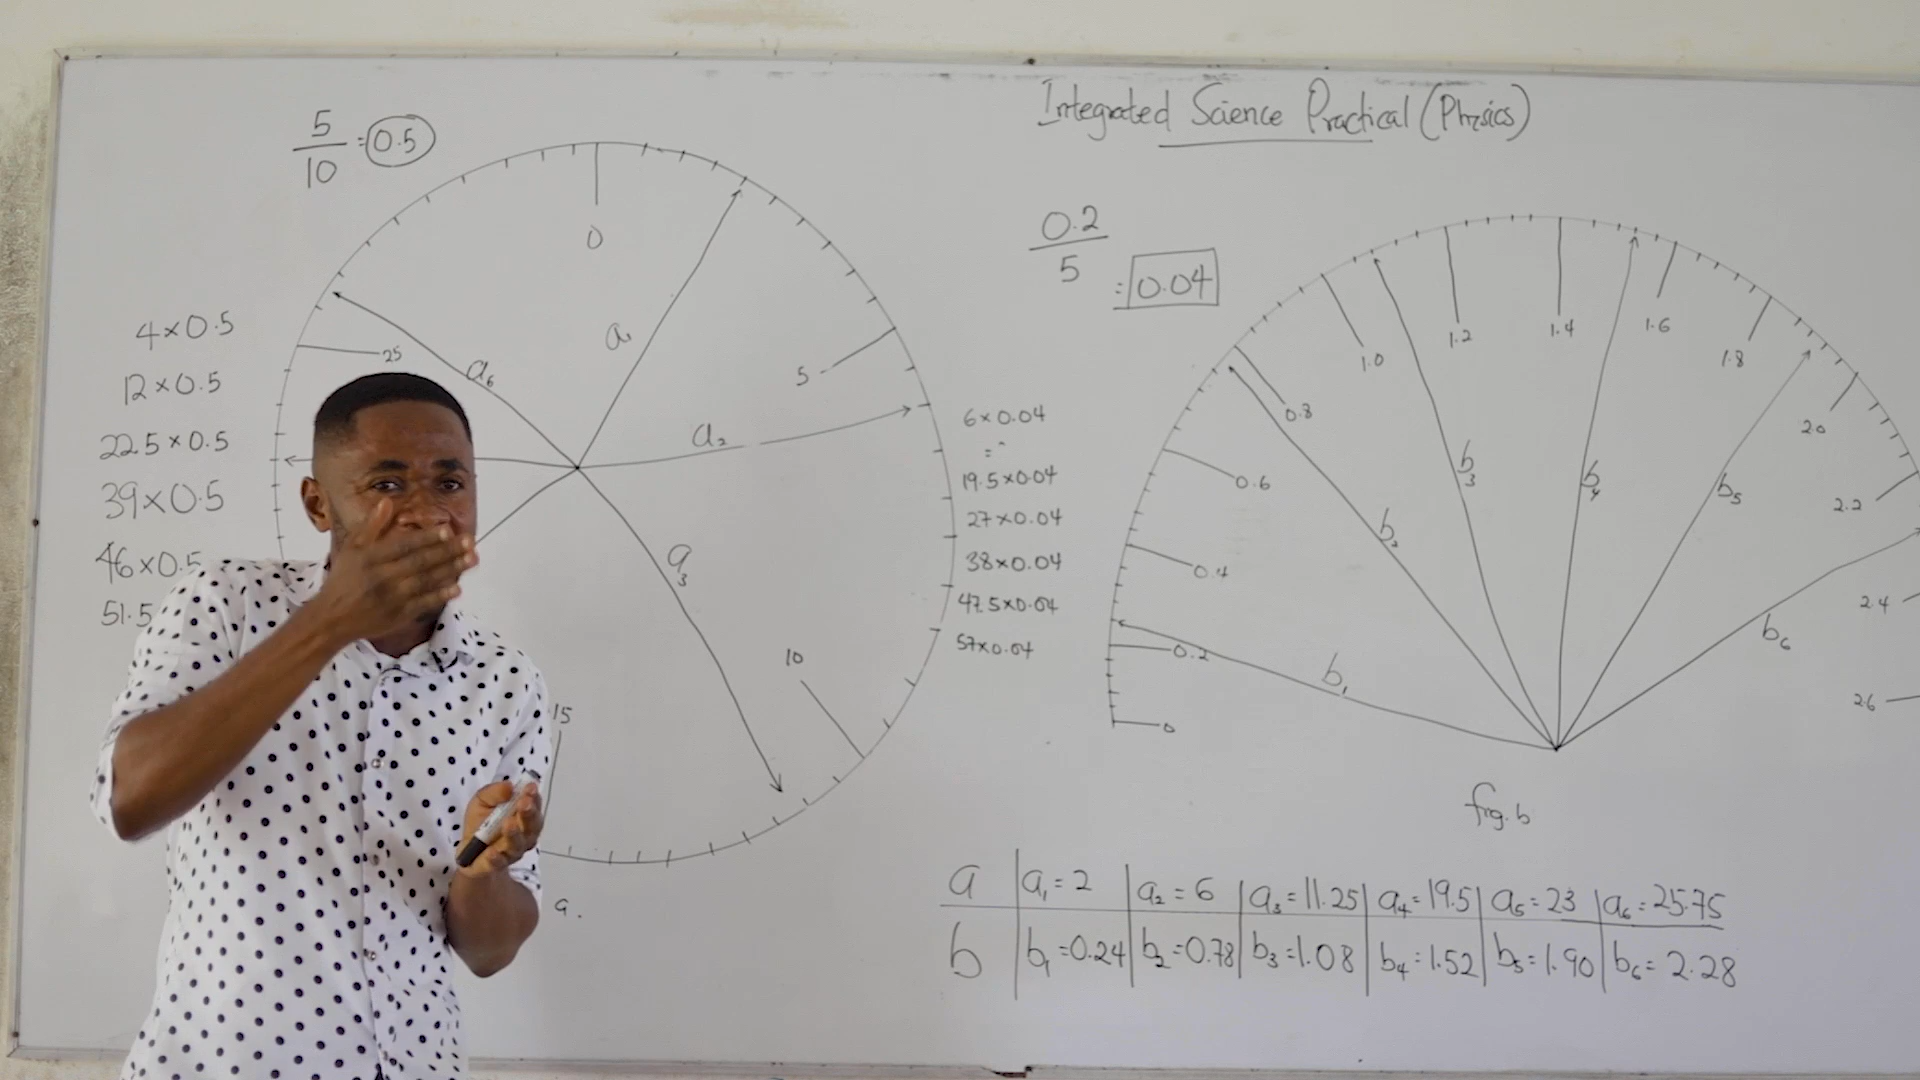 Integrated Science Practical (Physics)
5
10
=0.5
0
a1
5
a2
a3
10
15
25
a6
4×0.5
12×0.5
22.5×0.5
39×0.5
46×0.5
51.5
a.
0.2
5
=0.04
6×0.04
=
19.5×0.04
27×0.04
38×0.04
47.5×0.04
57×0.04
0
0.2
0.4
0.6
0.8
1.0
1.2
1.4
1.6
1.8
2.0
2.2
2.4
2.6
b1
b2
b3
b4
b5
b6
fig. b
a a1=2 a2=6 a3=11.25 a4=19.5 a5=23 a6=25.75
b b1=0.24 b2=0.78 b3=1.08 b4=1.52 b5=1.90 b6=2.28